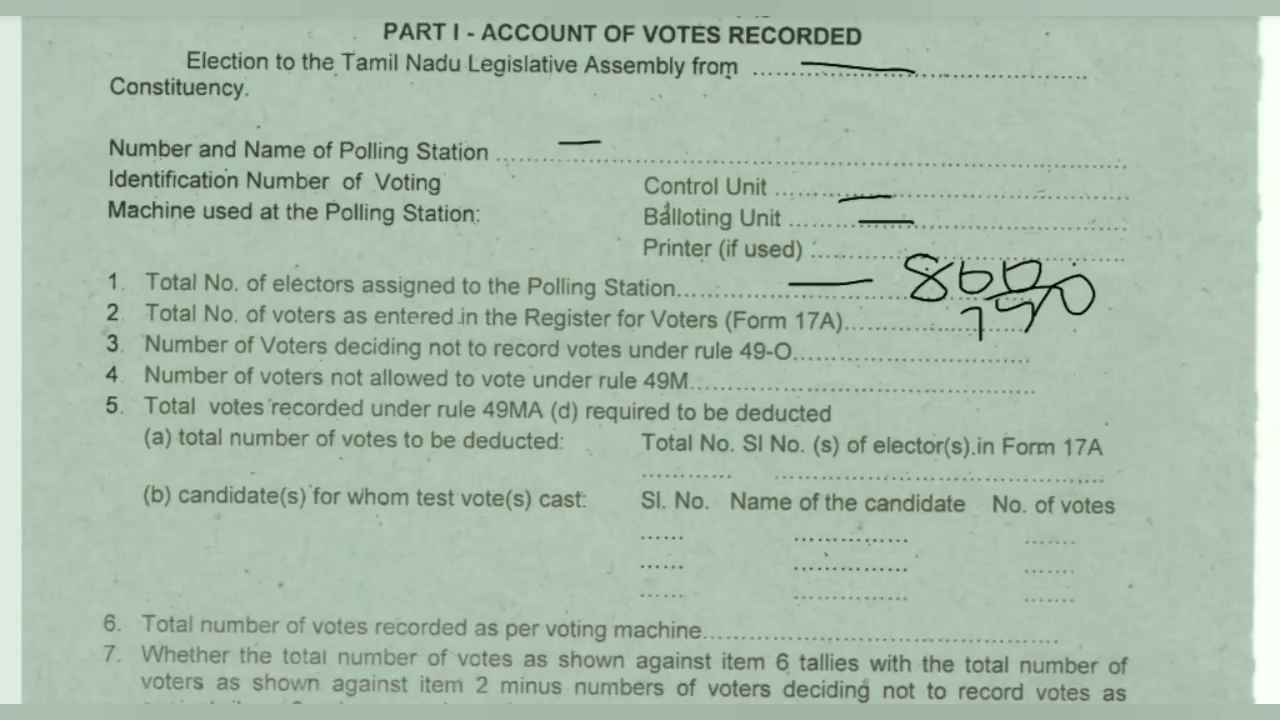 PART I - ACCOUNT OF VOTES RECORDED
Election to the Tamil Nadu Legislative Assembly from ..............................
Constituency.
Number and Name of Polling Station ..............................
Identification Number of Voting
Control Unit ..............................
Machine used at the Polling Station:
Balloting Unit ..............................
Printer (if used) ..............................
1. Total No. of electors assigned to the Polling Station.............................. 800
2. Total No. of voters as entered in the Register for Voters (Form 17A).............................. 770
3. Number of Voters deciding not to record votes under rule 49-O..............................
4. Number of voters not allowed to vote under rule 49M..............................
5. Total votes recorded under rule 49MA (d) required to be deducted
(a) total number of votes to be deducted: Total No. Sl No. (s) of elector(s).in Form 17A
........... ..............................
(b) candidate(s) for whom test vote(s) cast: Sl. No. Name of the candidate No. of votes
...... ................ .......
...... ................ .......
...... ................ .......
6. Total number of votes recorded as per voting machine..............................
7. Whether the total number of votes as shown against item 6 tallies with the total number of
voters as shown against item 2 minus numbers of voters deciding not to record votes as